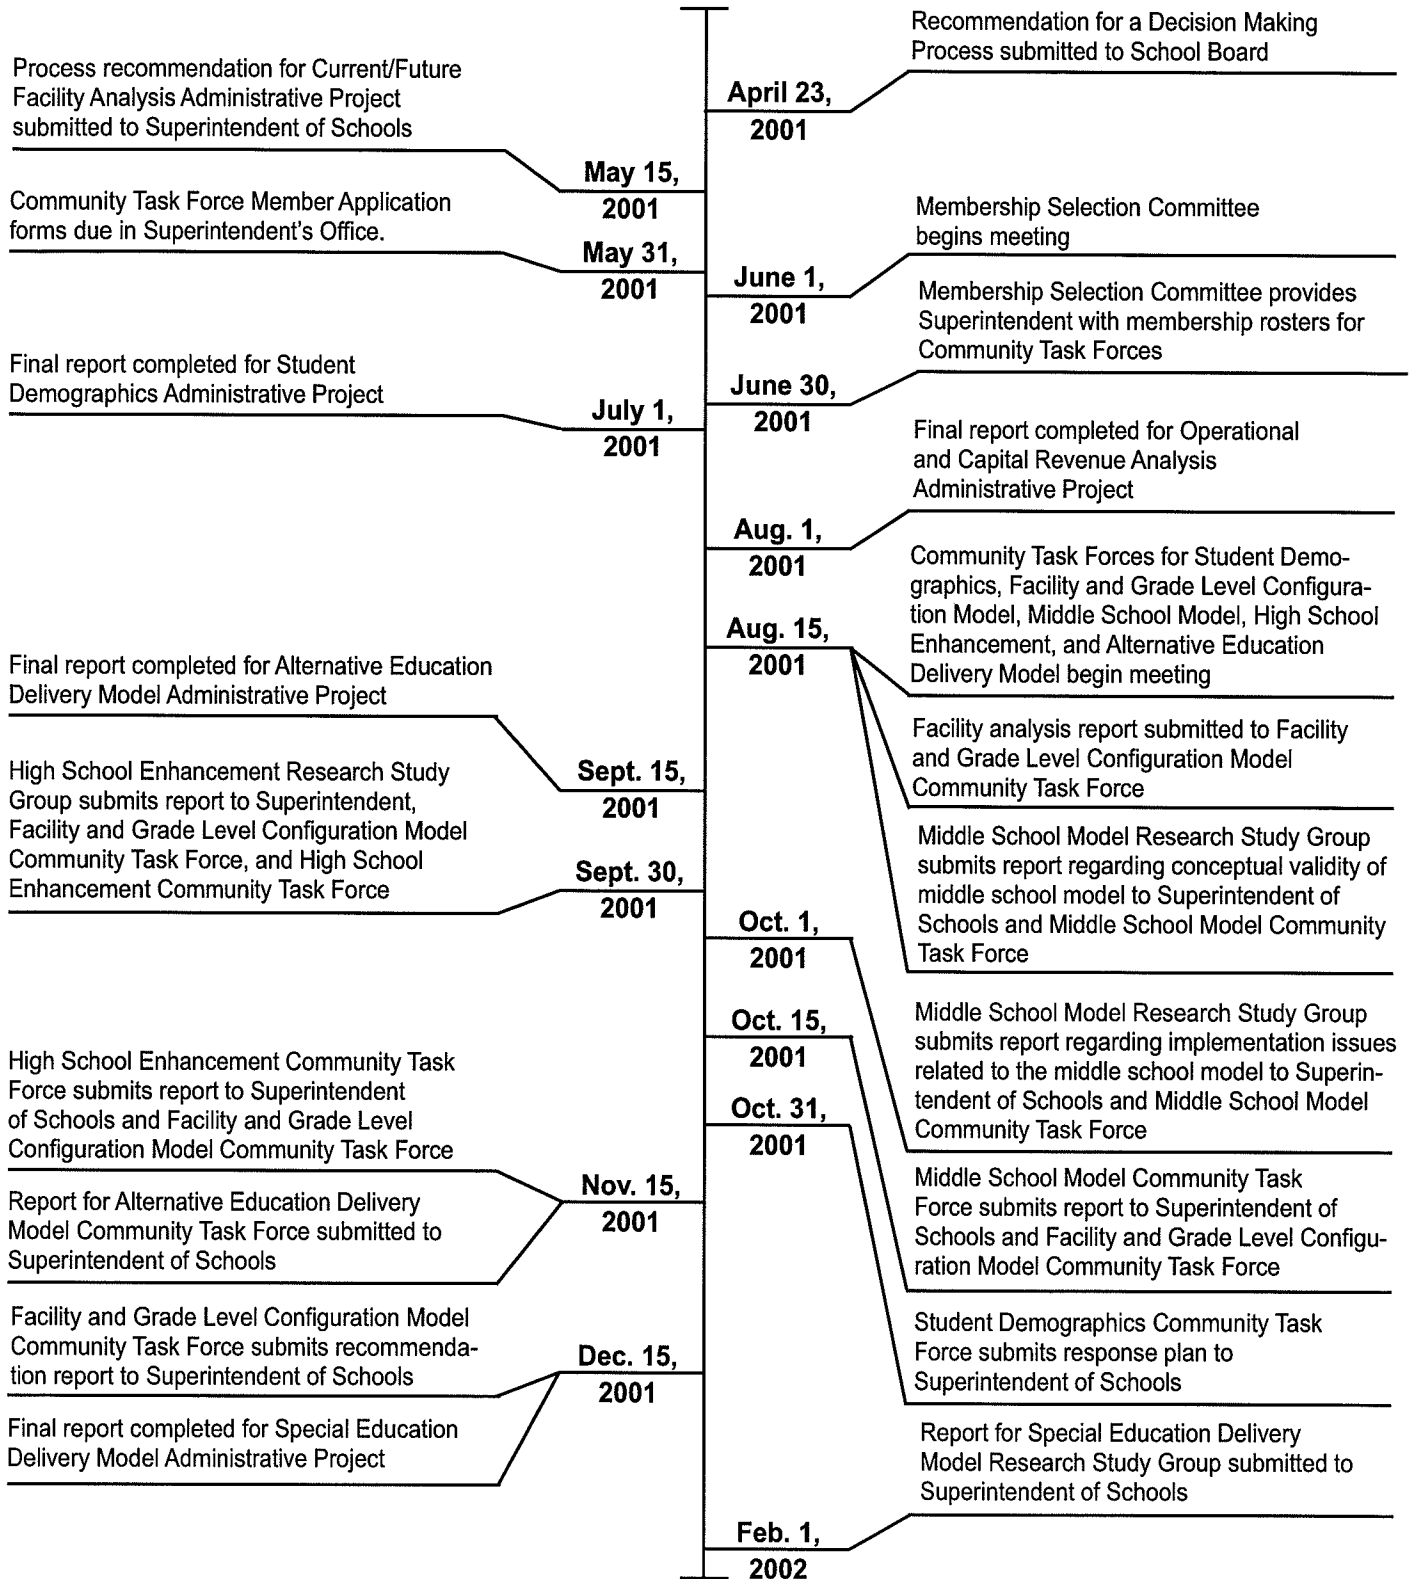 Recommendation for a Decision Making
Process submitted to School Board
April 23,
2001
Process recommendation for Current/Future
Facility Analysis Administrative Project
submitted to Superintendent of Schools
May 15,
2001
Community Task Force Member Application
forms due in Superintendent's Office.
May 31,
2001
Membership Selection Committee
begins meeting
June 1,
2001
Membership Selection Committee provides
Superintendent with membership rosters for
Community Task Forces
June 30,
2001
Final report completed for Student
Demographics Administrative Project
July 1,
2001
Final report completed for Operational
and Capital Revenue Analysis
Administrative Project
Aug. 1,
2001
Community Task Forces for Student Demo-
graphics, Facility and Grade Level Configura-
tion Model, Middle School Model, High School
Enhancement, and Alternative Education
Delivery Model begin meeting
Aug. 15,
2001
Facility analysis report submitted to Facility
and Grade Level Configuration Model
Community Task Force
Middle School Model Research Study Group
submits report regarding conceptual validity of
middle school model to Superintendent of
Schools and Middle School Model Community
Task Force
Final report completed for Alternative Education
Delivery Model Administrative Project
Sept. 15,
2001
High School Enhancement Research Study
Group submits report to Superintendent,
Facility and Grade Level Configuration Model
Community Task Force, and High School
Enhancement Community Task Force
Sept. 30,
2001
Oct. 1,
2001
Middle School Model Research Study Group
submits report regarding implementation issues
related to the middle school model to Superin-
tendent of Schools and Middle School Model
Community Task Force
Oct. 15,
2001
Middle School Model Community Task
Force submits report to Superintendent of
Schools and Facility and Grade Level Configu-
ration Model Community Task Force
Oct. 31,
2001
Student Demographics Community Task
Force submits response plan to
Superintendent of Schools
High School Enhancement Community Task
Force submits report to Superintendent
of Schools and Facility and Grade Level
Configuration Model Community Task Force
Nov. 15,
2001
Report for Alternative Education Delivery
Model Community Task Force submitted to
Superintendent of Schools
Facility and Grade Level Configuration Model
Community Task Force submits recommenda-
tion report to Superintendent of Schools
Dec. 15,
2001
Final report completed for Special Education
Delivery Model Administrative Project
Report for Special Education Delivery
Model Research Study Group submitted to
Superintendent of Schools
Feb. 1,
2002